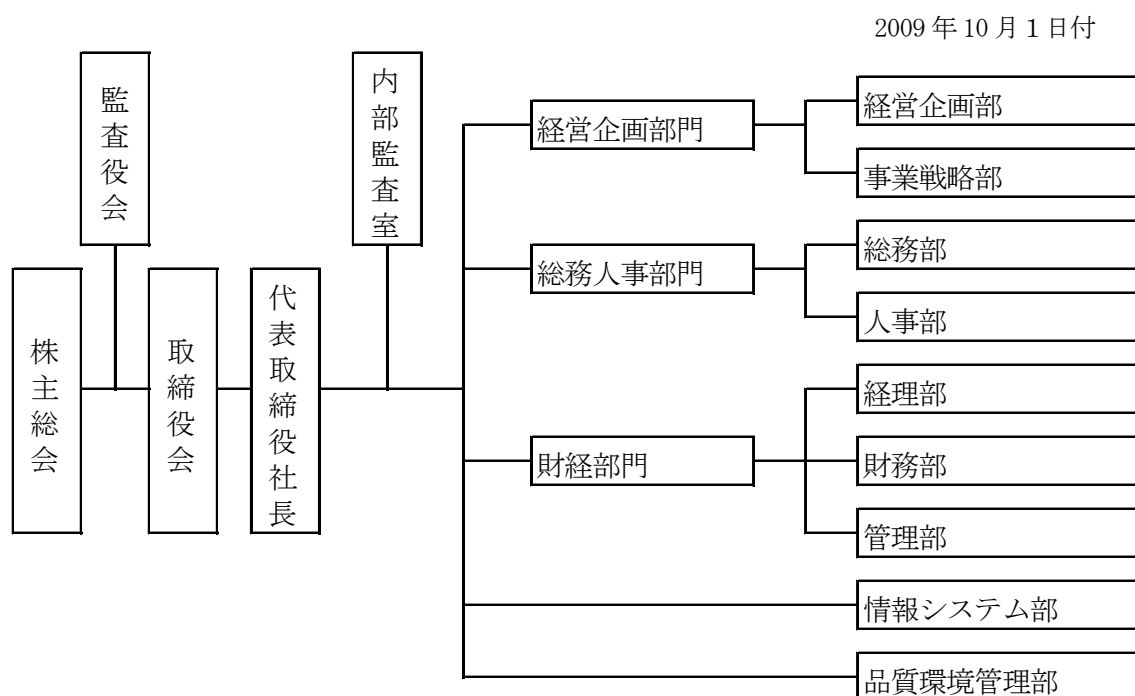 2009年10月1日付
監査役会
内部監査室
株主総会
取締役会
代表取締役社長
経営企画部門
経営企画部
事業戦略部
総務人事部門
総務部
人事部
財経部門
経理部
財務部
管理部
情報システム部
品質環境管理部